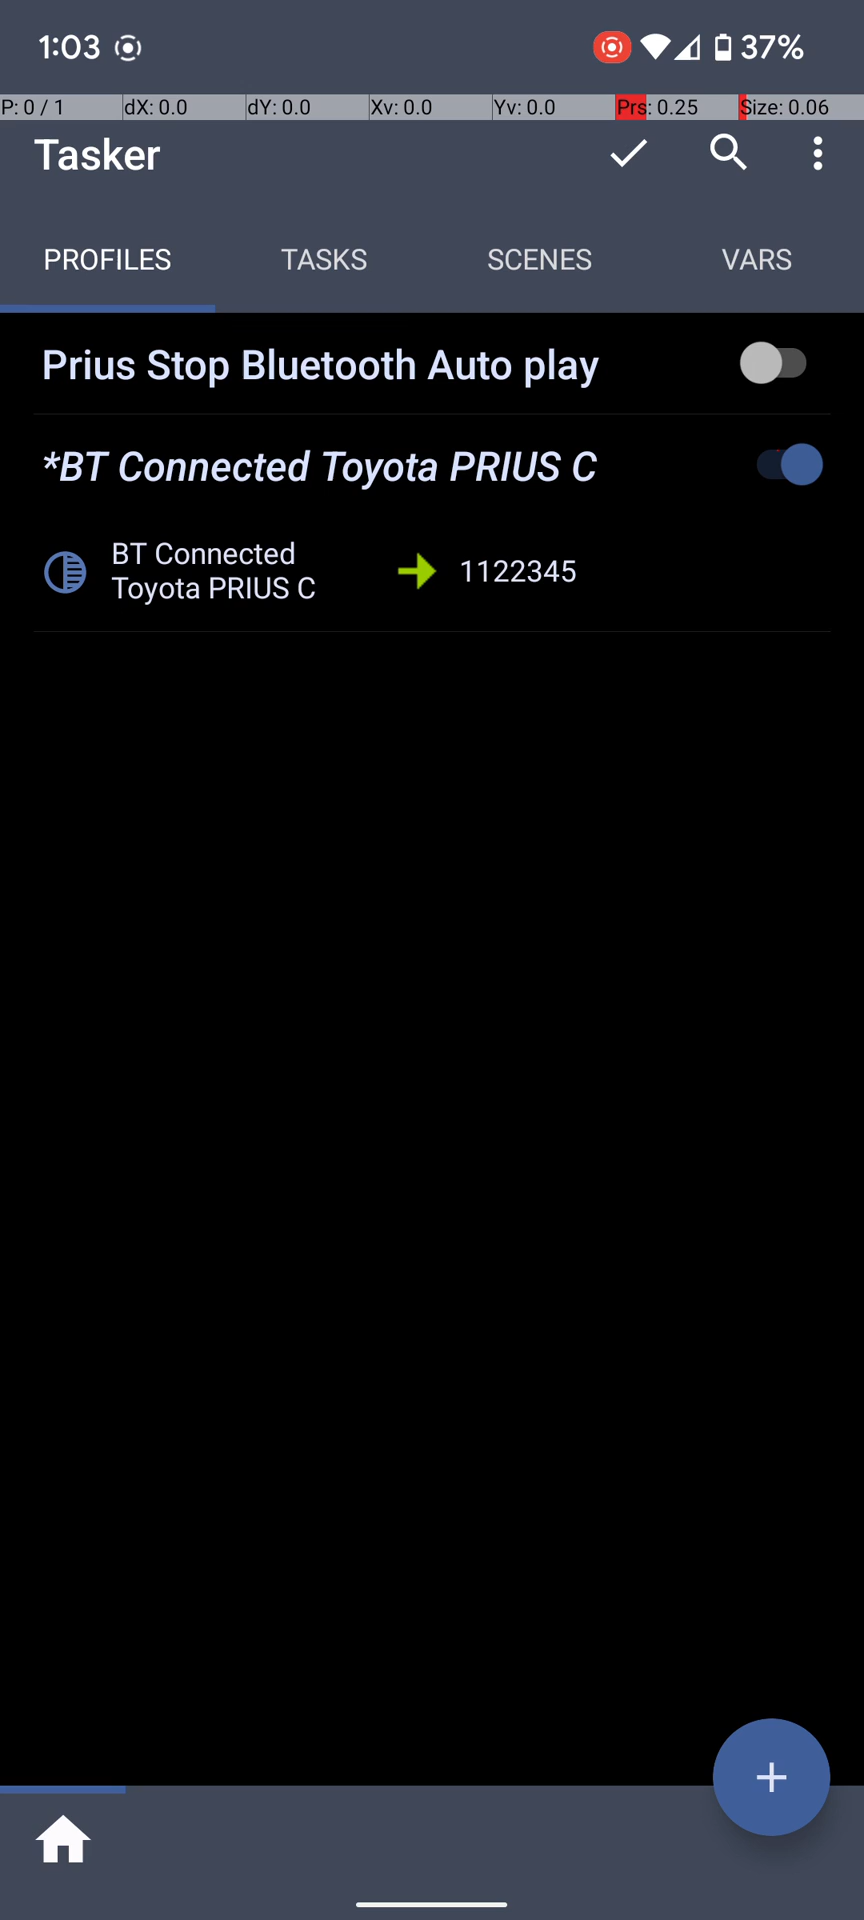 1:03 37%
P: 0 / 1 dX: 0.0 dY: 0.0 Xv: 0.0 Yv: 0.0 Prs: 0.25 Size: 0.06
Tasker
PROFILES TASKS SCENES VARS
Prius Stop Bluetooth Auto play
*BT Connected Toyota PRIUS C
BT Connected
Toyota PRIUS C
1122345